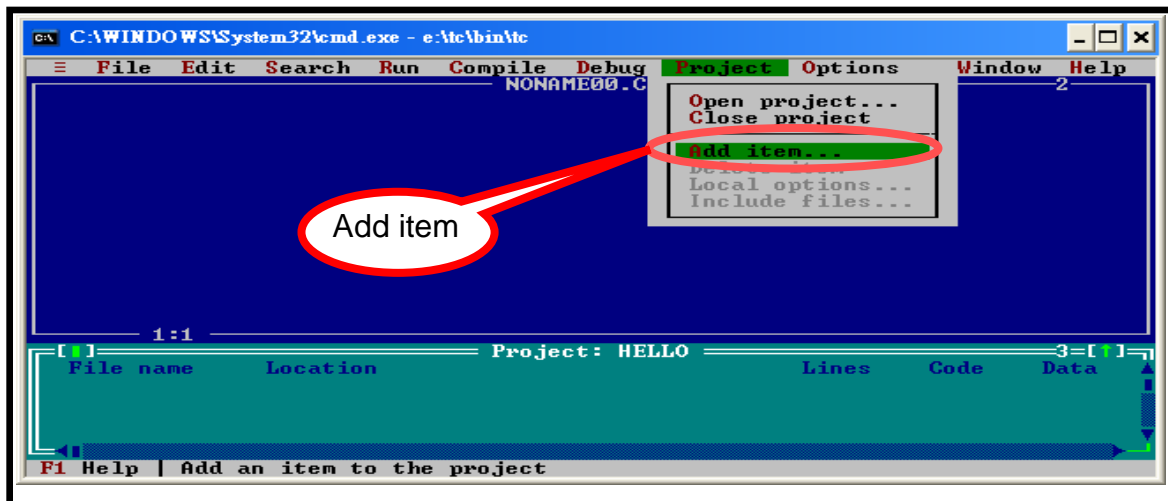 C:\WINDOWS\System32\cmd.exe - e:\tc\bin\tc
≡ File Edit Search Run Compile Debug Project Options Window Help
NONAME00.C 2
Open project...
Close project
Add item...
Delete item
Local options...
Include files...
Add item
1:1
[■] Project: HELLO 3=[↑]
File name Location Lines Code Data
F1 Help | Add an item to the project